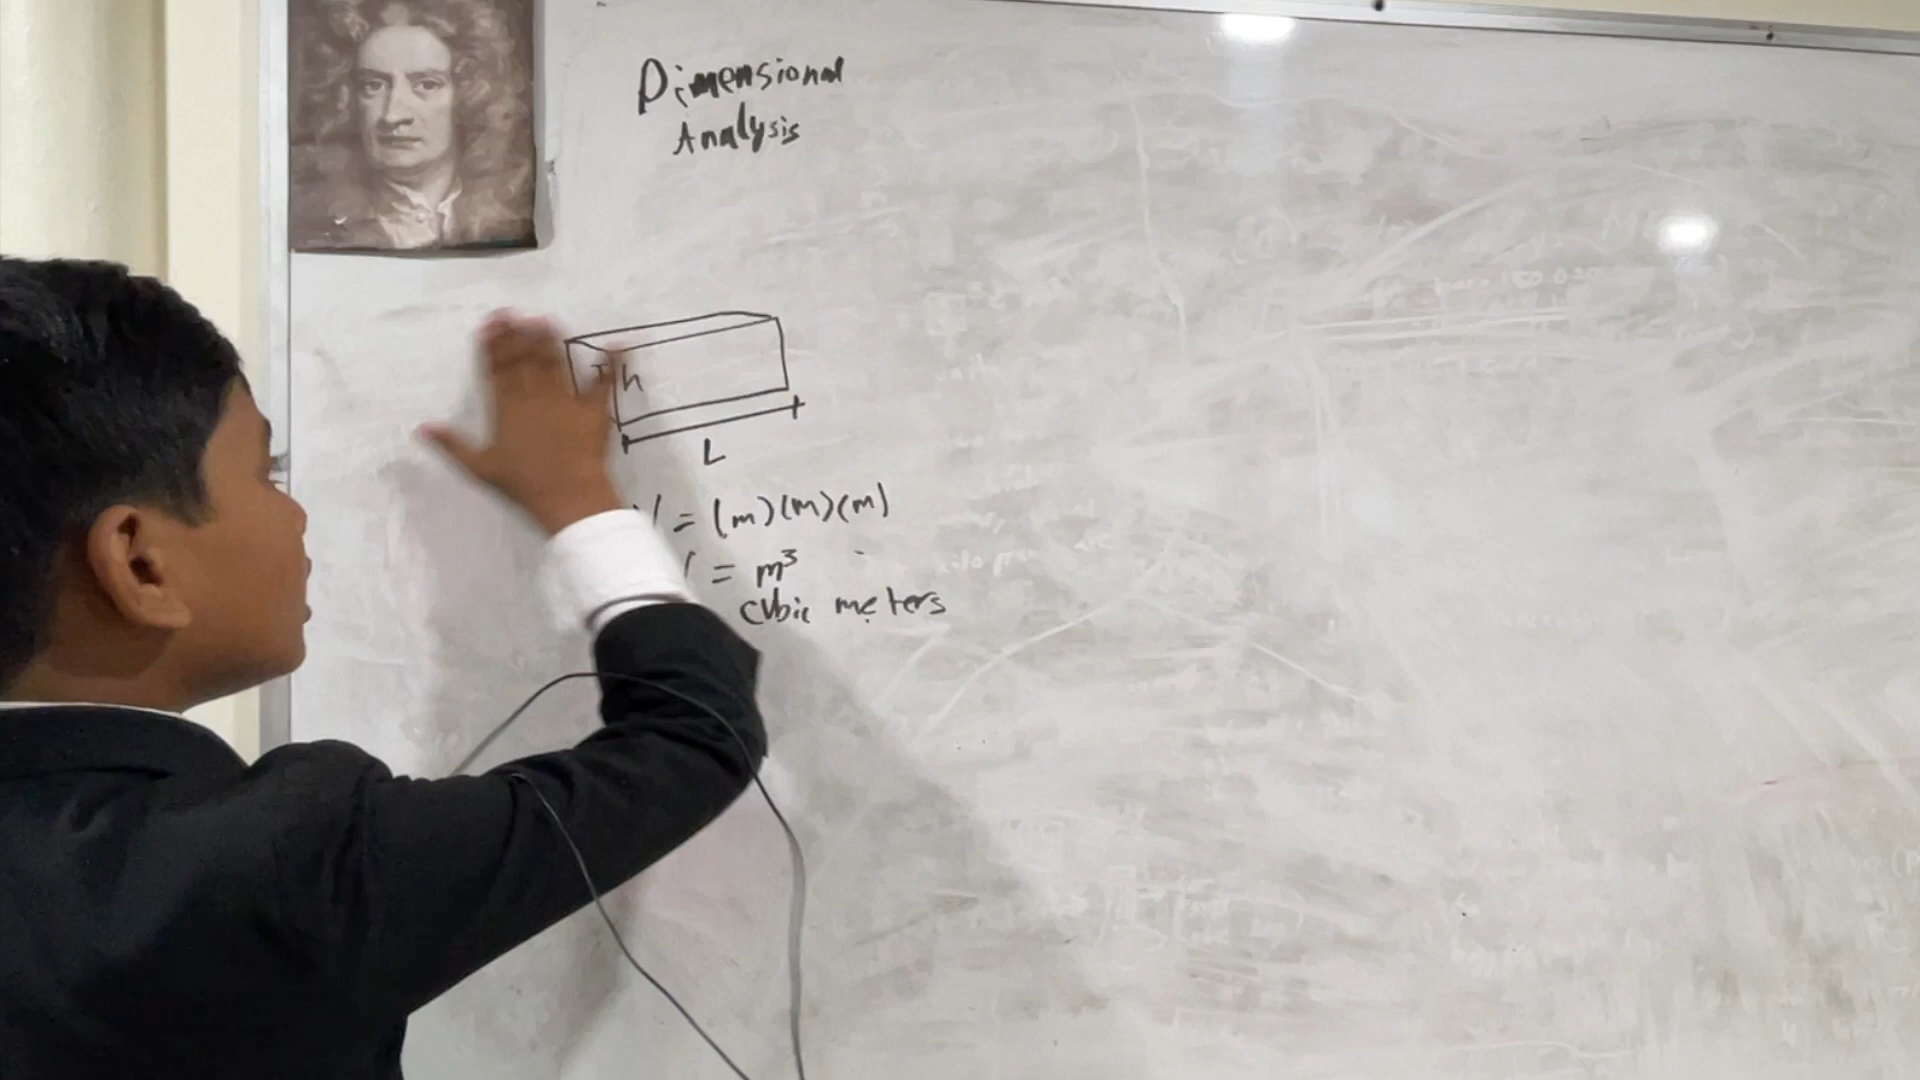 Dimensional
Analysis
h
L
V = (m)(m)(m)
= m³
cubic meters